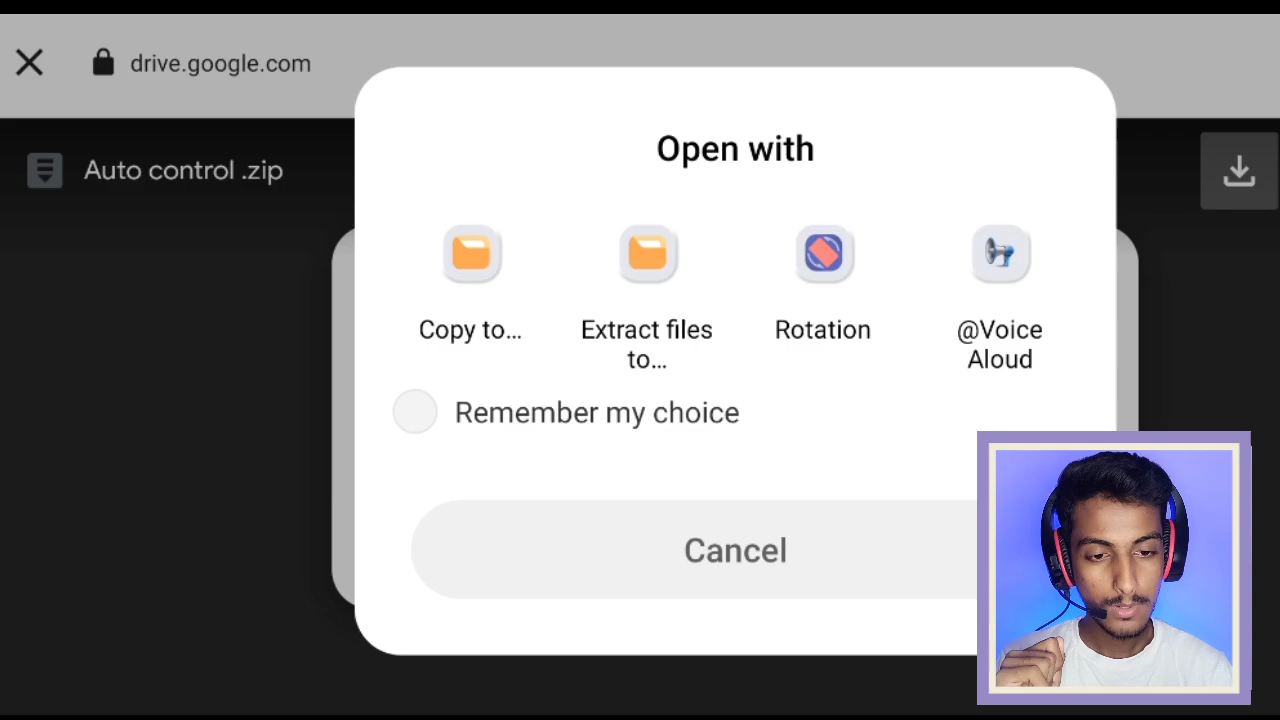 drive.google.com
Auto control .zip
Open with
Copy to...
Extract files
to...
Rotation
@Voice
Aloud
Remember my choice
Cancel